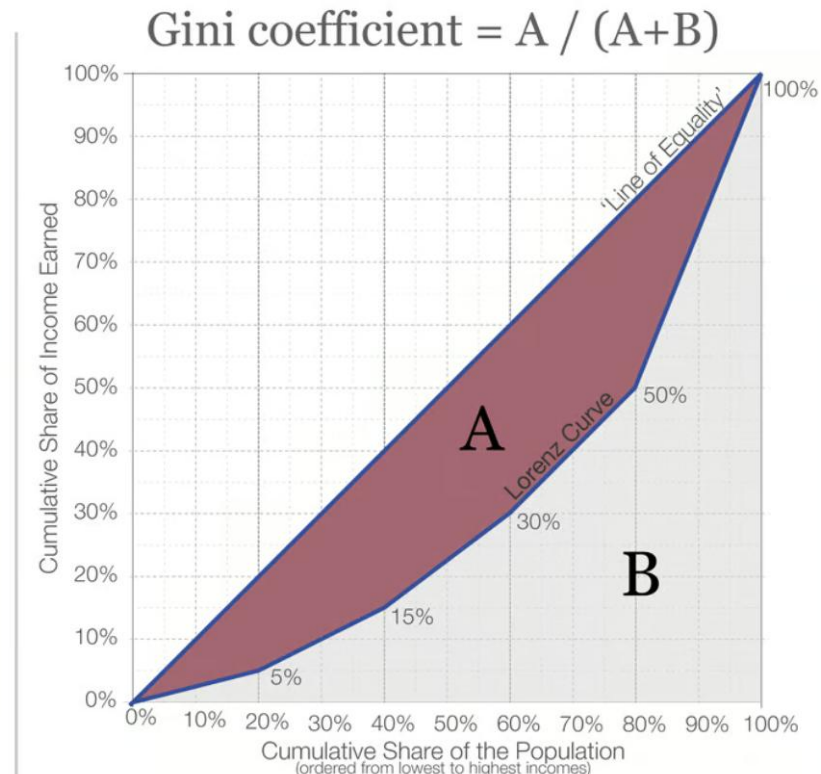 Gini coefficient = A / (A+B)
100%
100%
90%
80%
70%
60%
50%
40%
30%
20%
10%
0%
Cumulative Share of Income Earned
'Line of Equality'
Lorenz Curve
A
B
50%
30%
15%
5%
0% 10% 20% 30% 40% 50% 60% 70% 80% 90% 100%
Cumulative Share of the Population
(ordered from lowest to highest incomes)